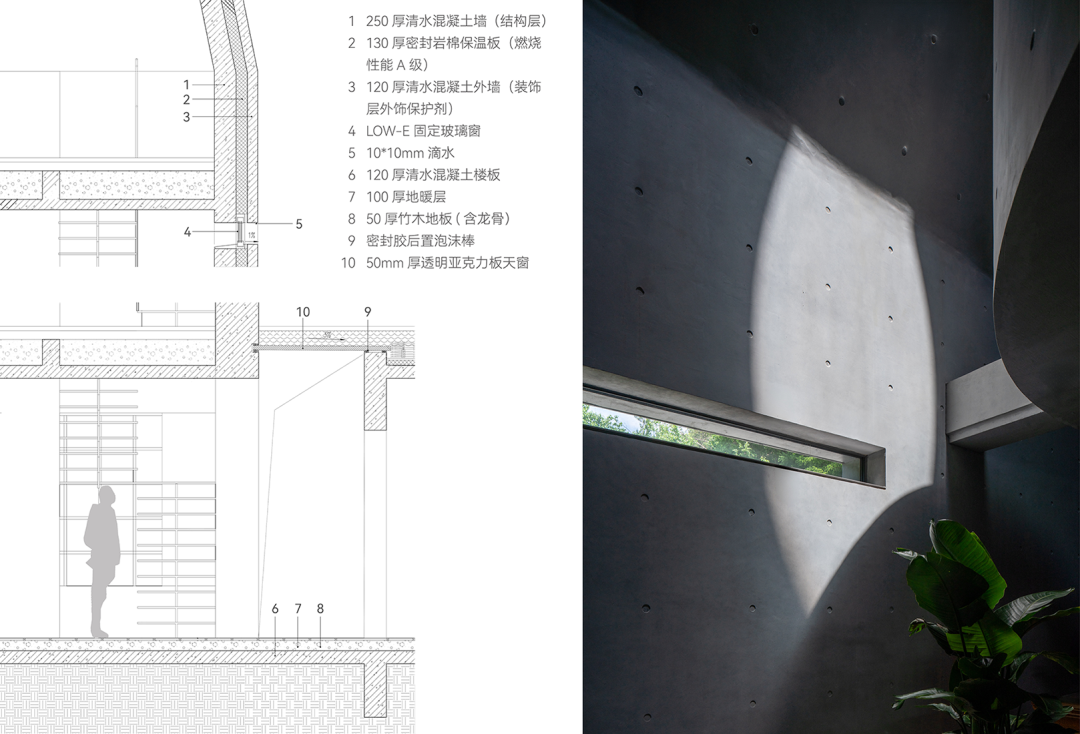 1 250 厚清水混凝土墙（结构层）
2 130 厚密封岩棉保温板（燃烧
性能 A 级）
3 120 厚清水混凝土外墙（装饰
层外饰保护剂）
4 LOW-E 固定玻璃窗
5 10*10mm 滴水
6 120 厚清水混凝土楼板
7 100 厚地暖层
8 50 厚竹木地板 ( 含龙骨）
9 密封胶后置泡沫棒
10 50mm 厚透明亚克力板天窗
1
2
3
4
5
10
9
6 7 8